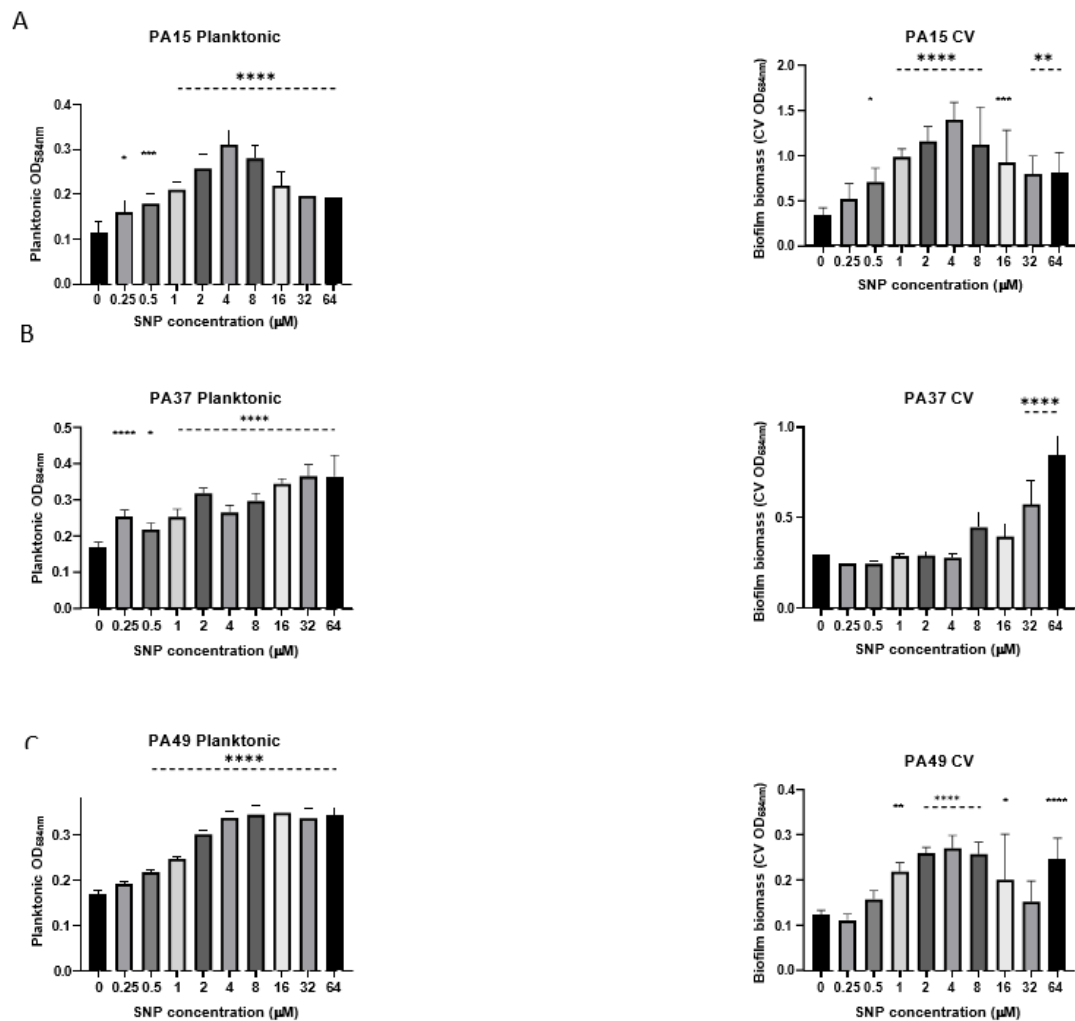 A
PA15 Planktonic
****
*
***
Planktonic OD584nm
0.4
0.3
0.2
0.1
0.0
0 0.25 0.5 1 2 4 8 16 32 64
SNP concentration (µM)
PA15 CV
****
**
*
***
Biofilm biomass (CV OD584nm)
2.0
1.5
1.0
0.5
0.0
0 0.25 0.5 1 2 4 8 16 32 64
SNP concentration (µM)
B
PA37 Planktonic
****
*
****
Planktonic OD584nm
0.5
0.4
0.3
0.2
0.1
0.0
0 0.25 0.5 1 2 4 8 16 32 64
SNP concentration (µM)
PA37 CV
****
Biofilm biomass (CV OD584nm)
1.0
0.5
0.0
0 0.25 0.5 1 2 4 8 16 32 64
SNP concentration (µM)
C
PA49 Planktonic
****
Planktonic OD584nm
0.3
0.2
0.1
0.0
0 0.25 0.5 1 2 4 8 16 32 64
SNP concentration (µM)
PA49 CV
**
****
*
****
Biofilm biomass (CV OD584nm)
0.4
0.3
0.2
0.1
0.0
0 0.25 0.5 1 2 4 8 16 32 64
SNP concentration (µM)